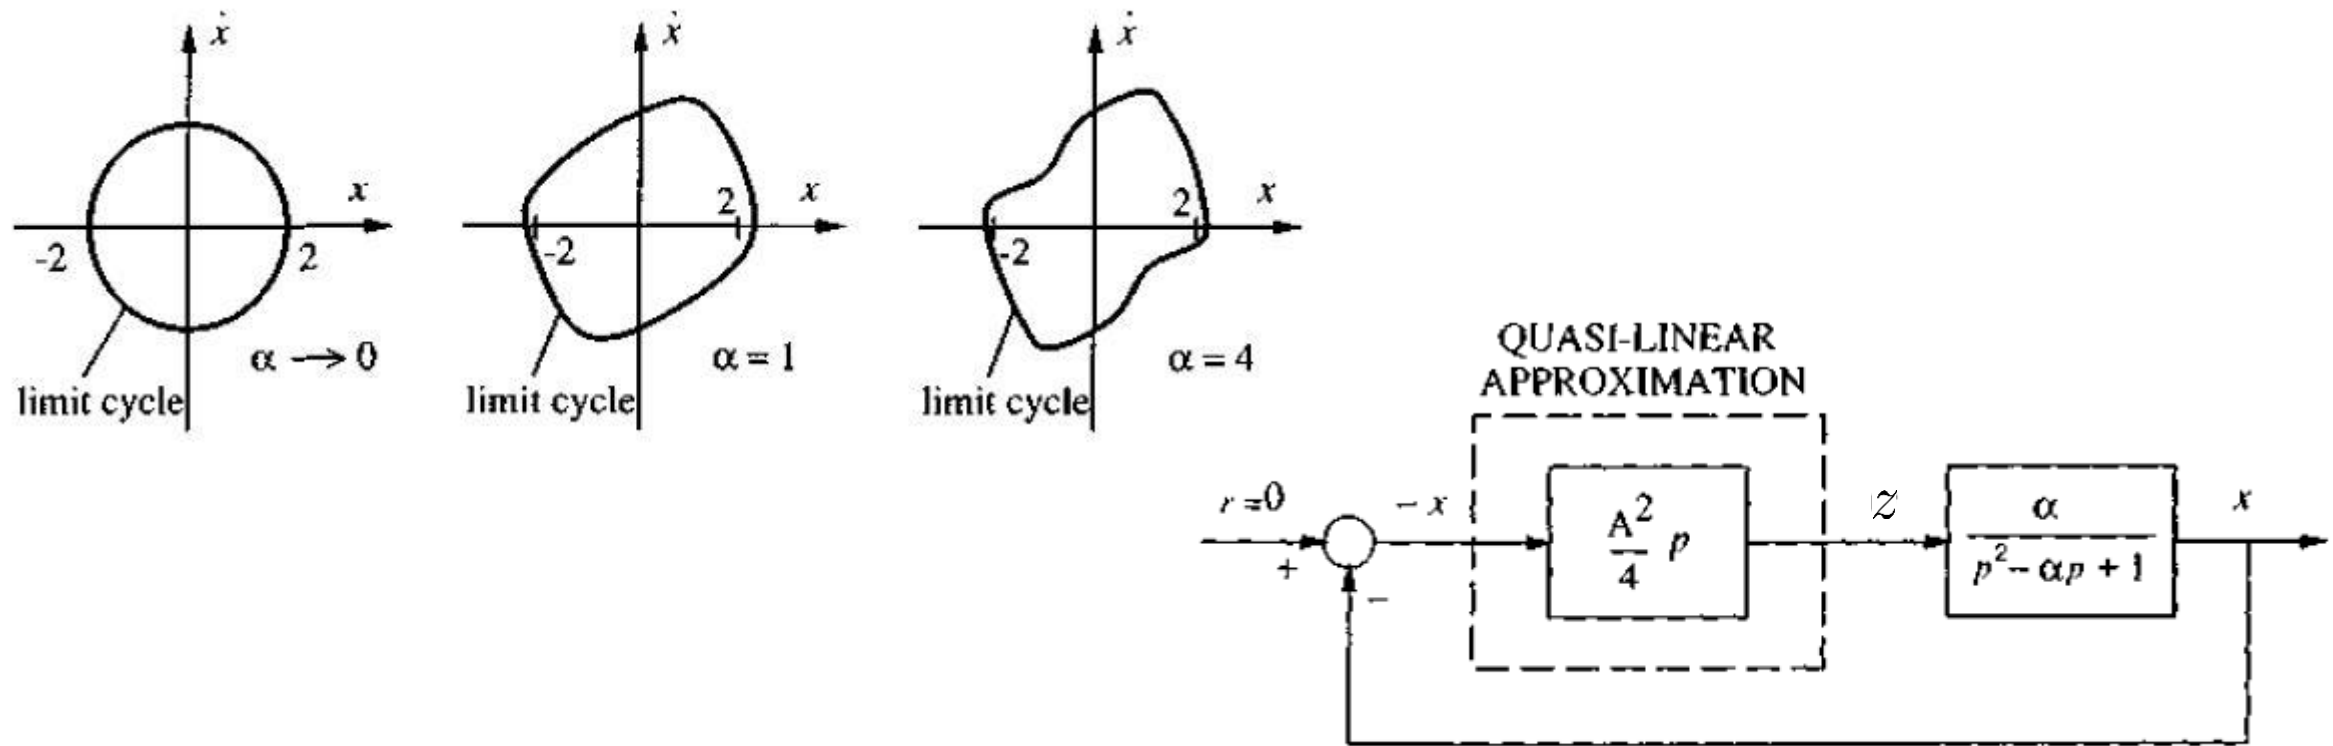 ẋ
x
-2
2
α → 0
limit cycle
ẋ
x
2
-2
α = 1
limit cycle
ẋ
x
2
-2
α = 4
limit cycle
QUASI-LINEAR
APPROXIMATION
r = 0
+
−
− x
A²/4 p
z
α/(p² − αp + 1)
x